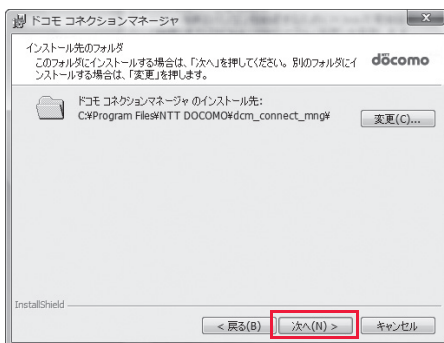 ドコモ コネクションマネージャ
インストール先のフォルダ
このフォルダにインストールする場合は、「次へ」を押してください。別のフォルダにイ
ンストールする場合は、「変更」を押します。
döcomo
ドコモ コネクションマネージャ のインストール先:
C:¥Program Files¥NTT DOCOMO¥dcm_connect_mng¥
変更(C)...
InstallShield
< 戻る(B)
次へ(N) >
キャンセル